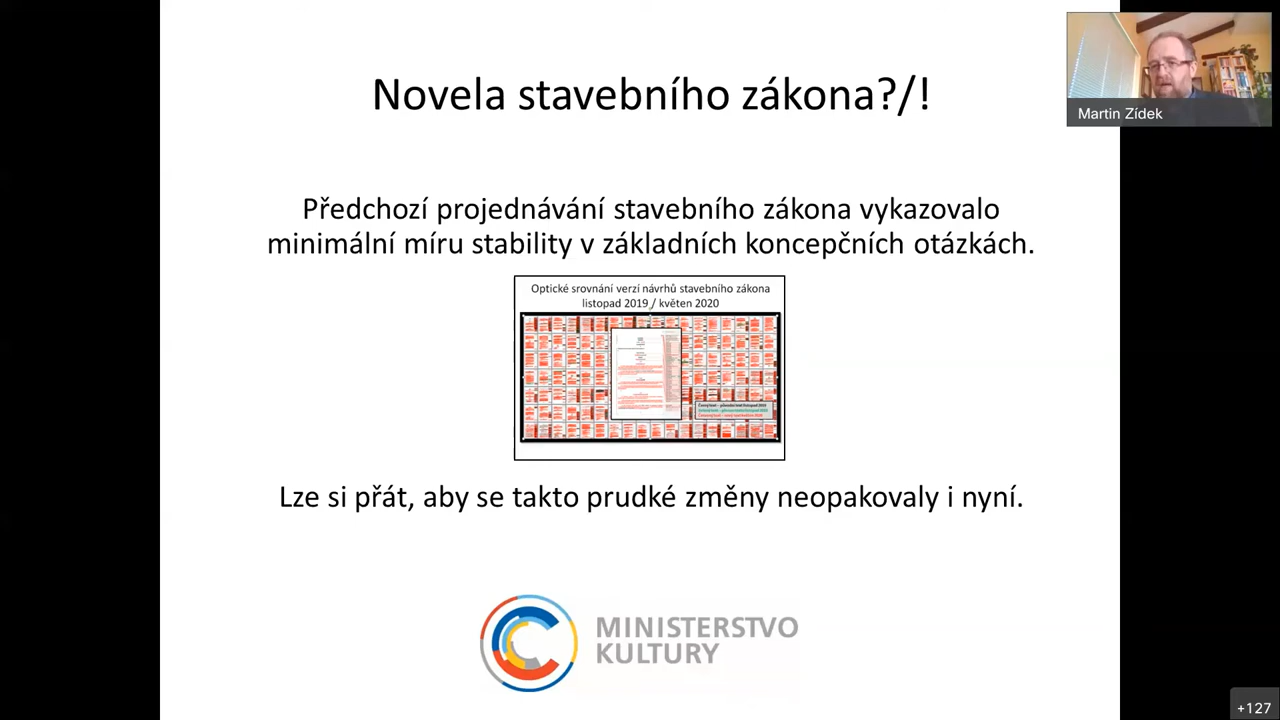 Novela stavebního zákona?/!
Martin Zídek
Předchozí projednávání stavebního zákona vykazovalo
minimální míru stability v základních koncepčních otázkách.
Optické srovnání verzí návrhů stavebního zákona
listopad 2019 / květen 2020
Lze si přát, aby se takto prudké změny neopakovaly i nyní.
MINISTERSTVO
KULTURY
+127